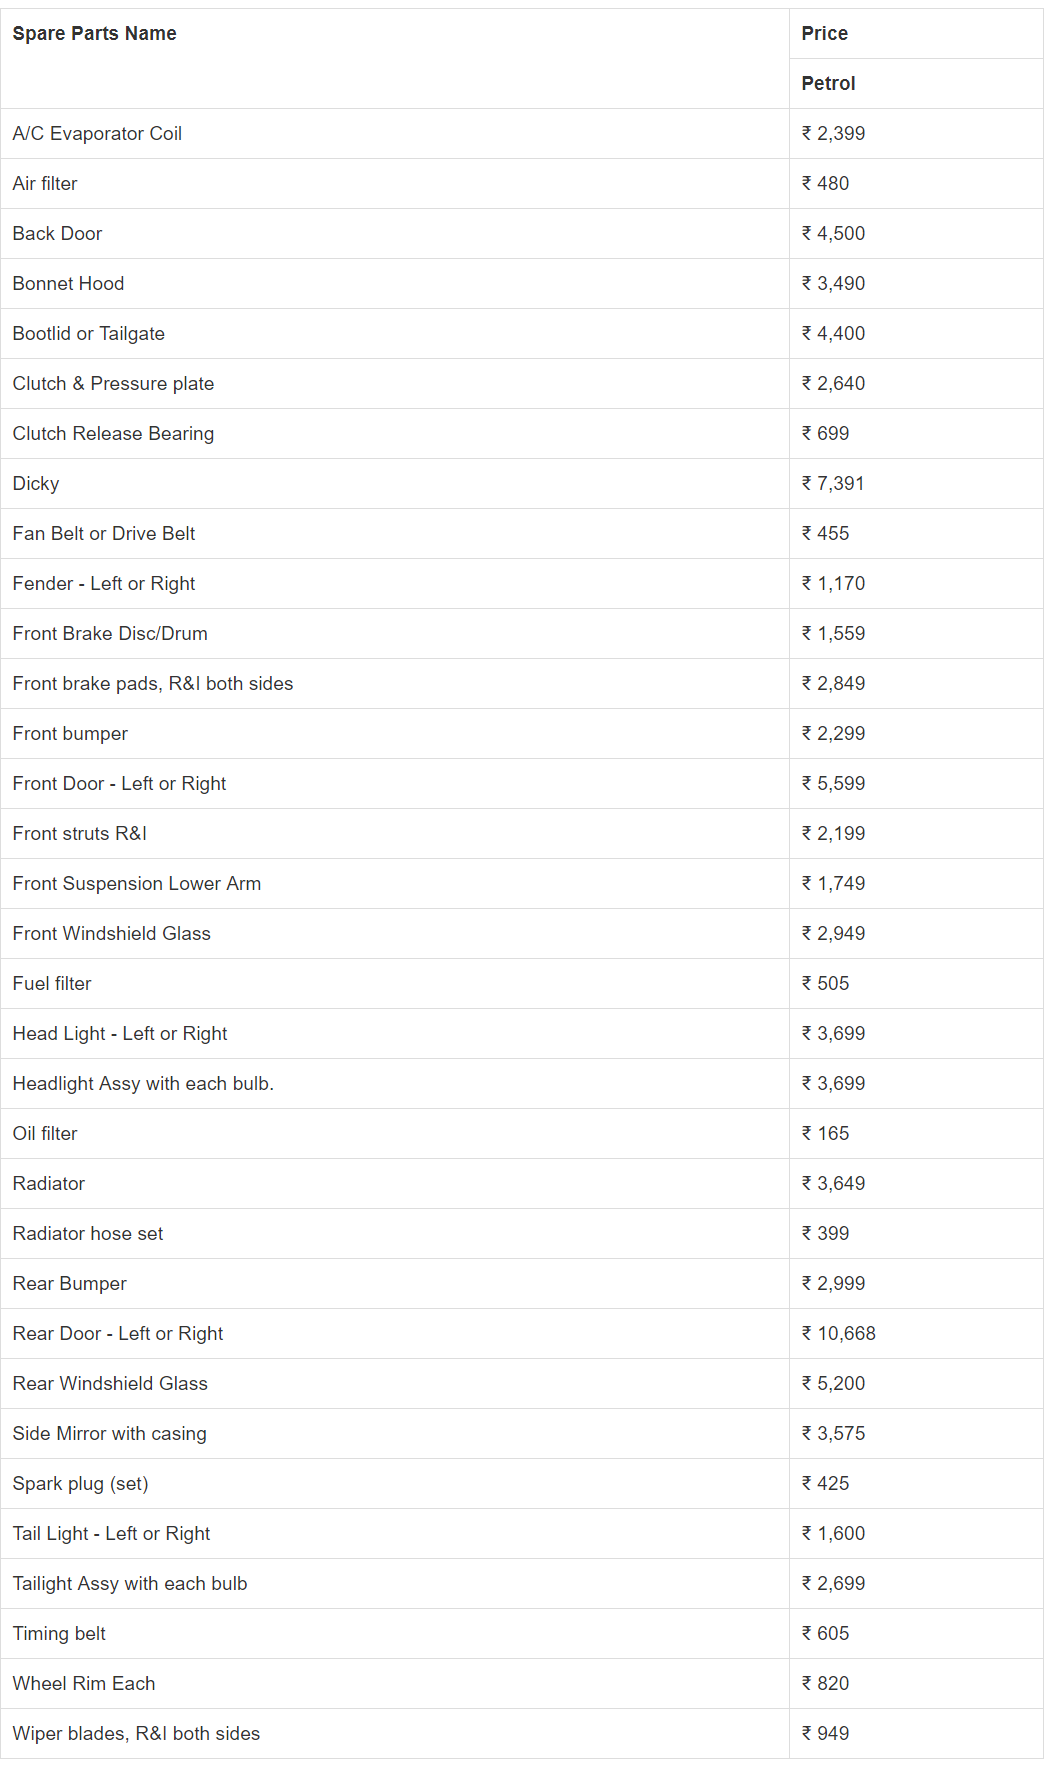 Spare Parts Name Price
Petrol
A/C Evaporator Coil ₹ 2,399
Air filter ₹ 480
Back Door ₹ 4,500
Bonnet Hood ₹ 3,490
Bootlid or Tailgate ₹ 4,400
Clutch & Pressure plate ₹ 2,640
Clutch Release Bearing ₹ 699
Dicky ₹ 7,391
Fan Belt or Drive Belt ₹ 455
Fender - Left or Right ₹ 1,170
Front Brake Disc/Drum ₹ 1,559
Front brake pads, R&I both sides ₹ 2,849
Front bumper ₹ 2,299
Front Door - Left or Right ₹ 5,599
Front struts R&I ₹ 2,199
Front Suspension Lower Arm ₹ 1,749
Front Windshield Glass ₹ 2,949
Fuel filter ₹ 505
Head Light - Left or Right ₹ 3,699
Headlight Assy with each bulb. ₹ 3,699
Oil filter ₹ 165
Radiator ₹ 3,649
Radiator hose set ₹ 399
Rear Bumper ₹ 2,999
Rear Door - Left or Right ₹ 10,668
Rear Windshield Glass ₹ 5,200
Side Mirror with casing ₹ 3,575
Spark plug (set) ₹ 425
Tail Light - Left or Right ₹ 1,600
Tailight Assy with each bulb ₹ 2,699
Timing belt ₹ 605
Wheel Rim Each ₹ 820
Wiper blades, R&I both sides ₹ 949